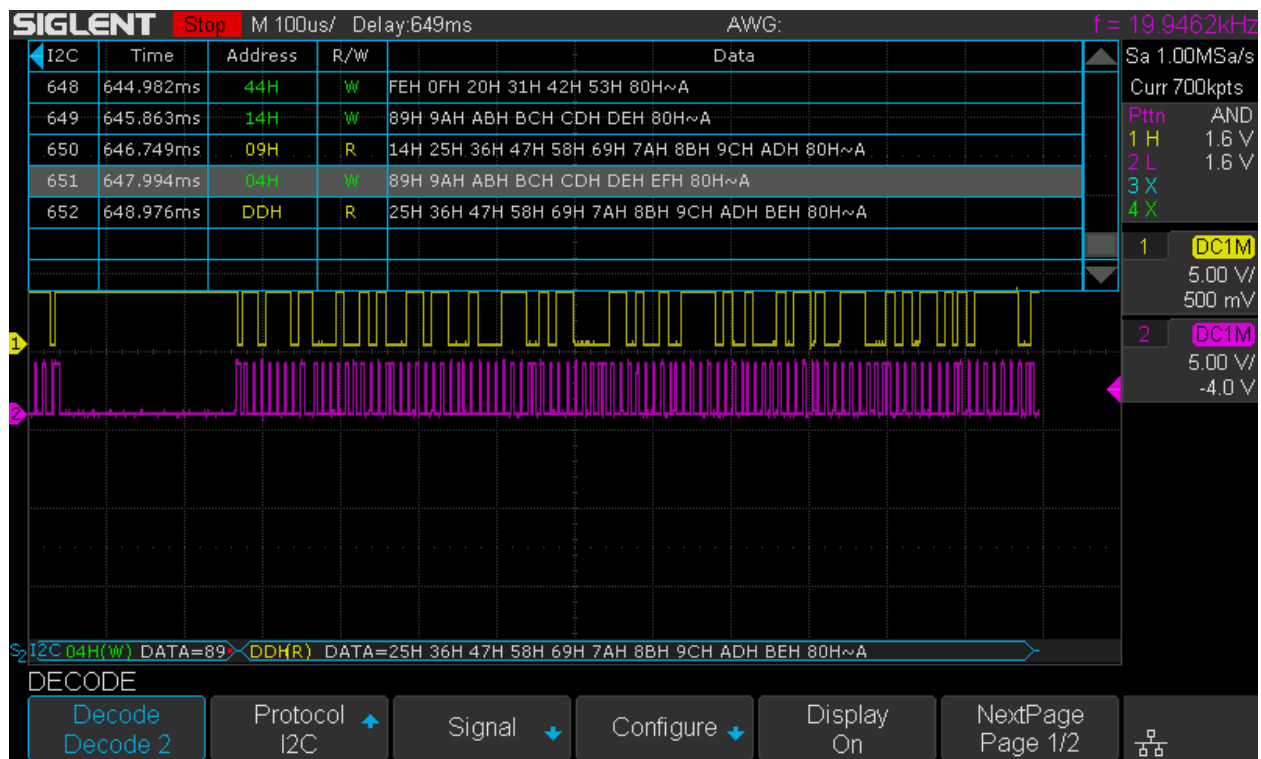 SIGLENT Stop M 100us/ Delay:649ms AWG: f = 19.9462kHz
I2C Time Address R/W Data
648 644.982ms 44H W FEH 0FH 20H 31H 42H 53H 80H~A
649 645.863ms 14H W 89H 9AH ABH BCH CDH DEH 80H~A
650 646.749ms 09H R 14H 25H 36H 47H 58H 69H 7AH 8BH 9CH ADH 80H~A
651 647.994ms 04H W 89H 9AH ABH BCH CDH DEH EFH 80H~A
652 648.976ms DDH R 25H 36H 47H 58H 69H 7AH 8BH 9CH ADH BEH 80H~A
Sa 1.00MSa/s
Curr 700kpts
Pttn AND
1 H 1.6 V
2 L 1.6 V
3 X
4 X
1 DC1M
5.00 V/
500 mV
2 DC1M
5.00 V/
-4.0 V
1
2
S2 I2C 04H(W) DATA=89 DDH(R) DATA=25H 36H 47H 58H 69H 7AH 8BH 9CH ADH BEH 80H~A
DECODE
Decode
Decode 2
Protocol
I2C
Signal
Configure
Display
On
NextPage
Page 1/2